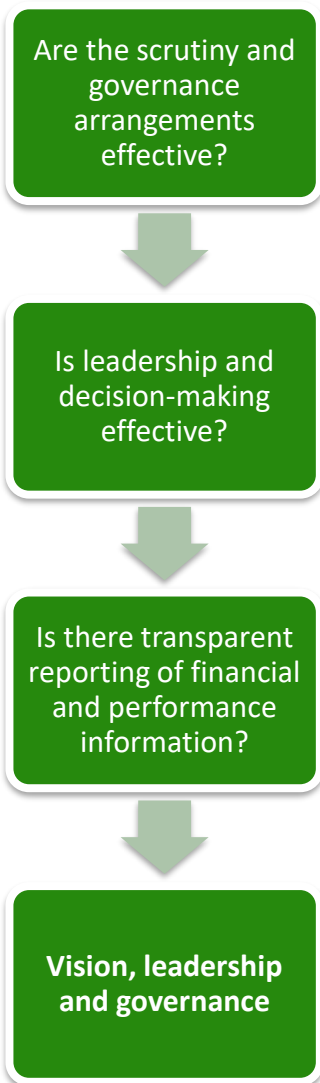 Are the scrutiny and
governance
arrangements
effective?
Is leadership and
decision-making
effective?
Is there transparent
reporting of financial
and performance
information?
Vision, leadership
and governance